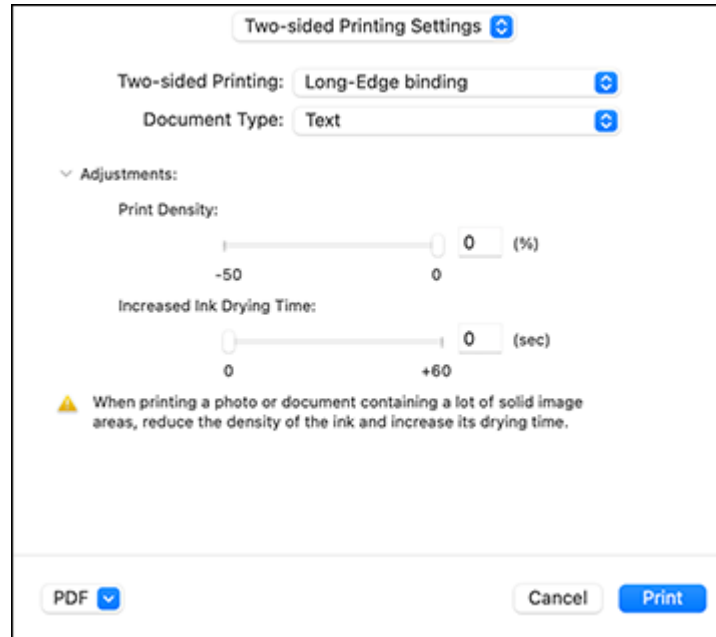 Two-sided Printing Settings
Two-sided Printing: Long-Edge binding
Document Type: Text
Adjustments:
Print Density:
0 (%)
-50 0
Increased Ink Drying Time:
0 (sec)
0 +60
When printing a photo or document containing a lot of solid image
areas, reduce the density of the ink and increase its drying time.
PDF Cancel Print